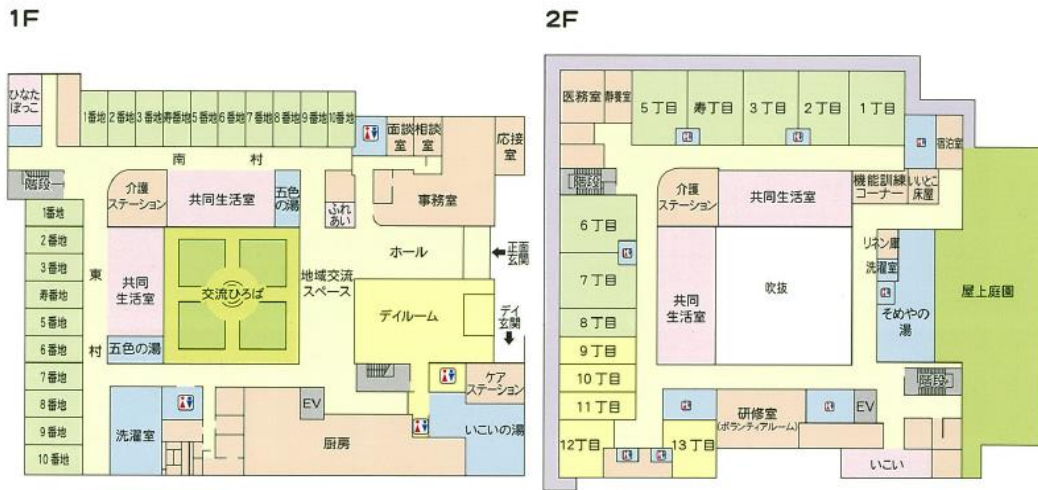 1F
ひなた
ぼっこ
1番地
2番地
3番地
寿番地
5番地
6番地
7番地
8番地
9番地
10番地
面談
室
相談
室
応接
室
南 村
階段
介護
ステーション
共同生活室
五色
の湯
ふれ
あい
事務室
1番地
2番地
3番地
寿番地
5番地
6番地
7番地
8番地
9番地
10番地
東
村
共同
生活室
五色の湯
交流ひろば
地域交流
スペース
ホール
正面
玄関
デイルーム
デイ
玄関
ケア
ステーション
洗濯室
EV
厨房
いこいの湯
2F
医務室
静養室
5丁目
寿丁目
3丁目
2丁目
1丁目
宿泊室
階段
介護
ステーション
共同生活室
機能訓練
コーナー
いいとこ
床屋
6丁目
7丁目
8丁目
9丁目
10丁目
11丁目
12丁目
13丁目
共同
生活室
吹抜
リネン庫
洗濯室
そめやの
湯
屋上庭園
階段
研修室
(ボランティアルーム)
EV
いこい